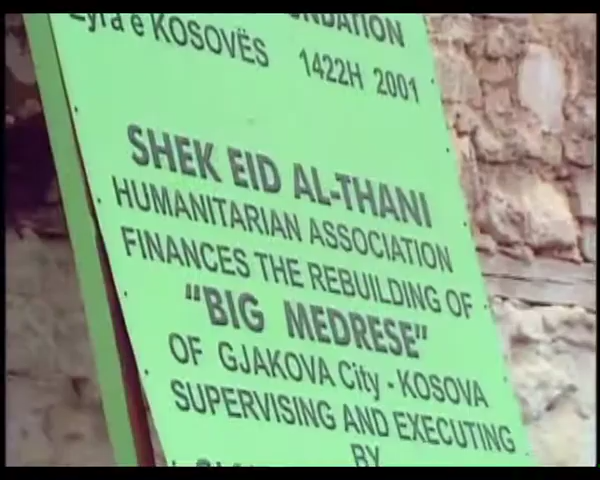 FOUNDATION
Zyra e KOSOVËS
1422H 2001
SHEK EID AL-THANI
HUMANITARIAN ASSOCIATION
FINANCES THE REBUILDING OF
“BIG MEDRESE”
OF GJAKOVA City - KOSOVA
SUPERVISING AND EXECUTING
BY